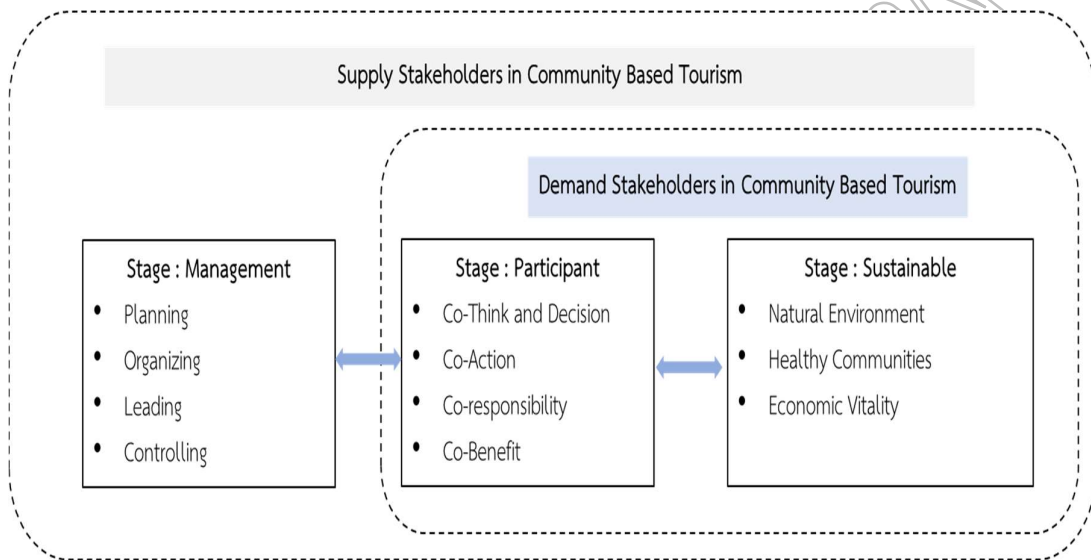 Supply Stakeholders in Community Based Tourism
Demand Stakeholders in Community Based Tourism
Stage : Management
• Planning
• Organizing
• Leading
• Controlling
Stage : Participant
• Co-Think and Decision
• Co-Action
• Co-responsibility
• Co-Benefit
Stage : Sustainable
• Natural Environment
• Healthy Communities
• Economic Vitality